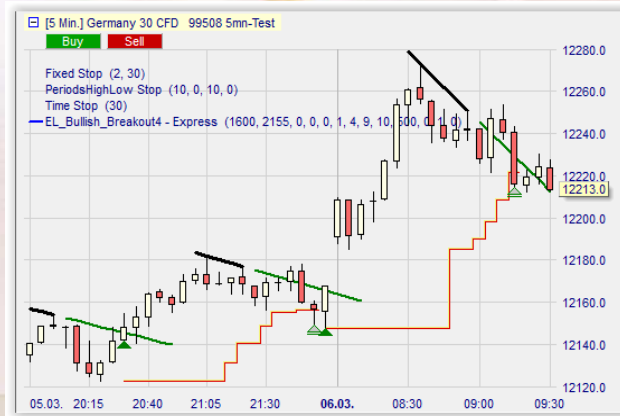 [5 Min.] Germany 30 CFD 99508 5mn-Test
Buy Sell
Fixed Stop (2, 30)
PeriodsHighLow Stop (10, 0, 10, 0)
Time Stop (30)
EL_Bullish_Breakout4 - Express (1600, 2155, 0, 0, 0, 1, 4, 9, 10, 500, 0, 1, 0)
12280.0
12260.0
12240.0
12220.0
12213.0
12200.0
12180.0
12160.0
12140.0
12120.0
05.03. 20:15 20:40 21:05 21:30 06.03. 08:30 09:00 09:30